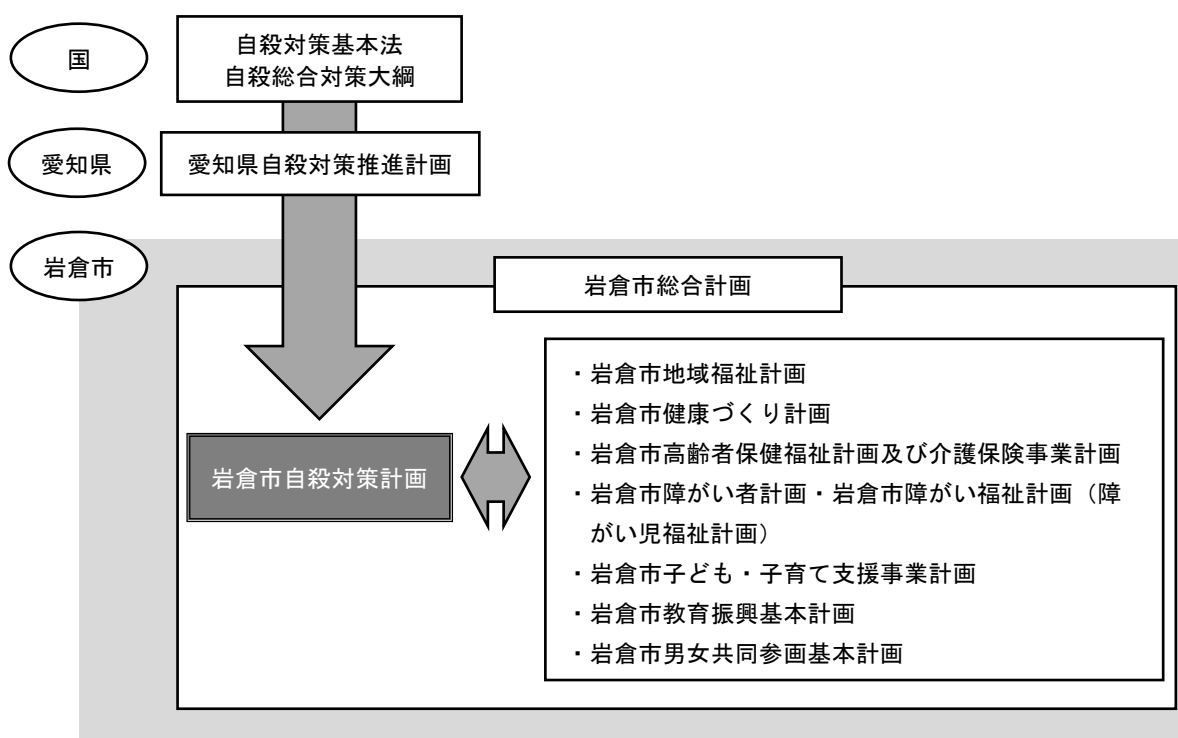 国
自殺対策基本法
自殺総合対策大綱
愛知県
愛知県自殺対策推進計画
岩倉市
岩倉市総合計画
岩倉市自殺対策計画
・岩倉市地域福祉計画
・岩倉市健康づくり計画
・岩倉市高齢者保健福祉計画及び介護保険事業計画
・岩倉市障がい者計画・岩倉市障がい福祉計画（障
がい児福祉計画）
・岩倉市子ども・子育て支援事業計画
・岩倉市教育振興基本計画
・岩倉市男女共同参画基本計画